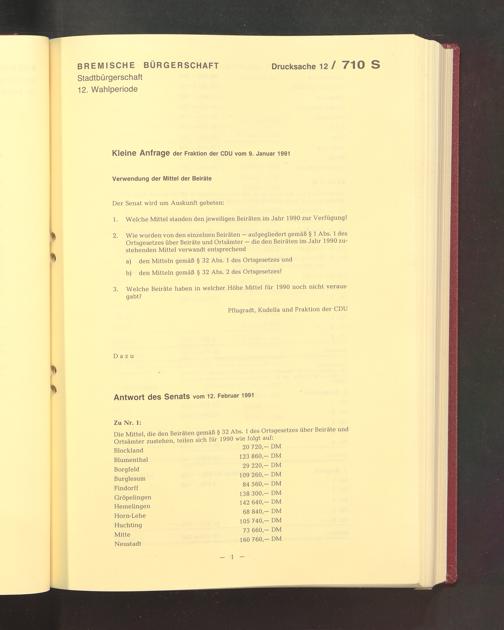 BREMISCHE BÜRGERSCHAFT
Drucksache 12 / 710 S
Stadtbürgerschaft
12. Wahlperiode
Kleine Anfrage der Fraktion der CDU vom 9. Januar 1991
Verwendung der Mittel der Beiräte
Der Senat wird um Auskunft gebeten:
1. Welche Mittel standen den jeweiligen Beiräten im Jahr 1990 zur Verfügung?
2. Wie wurden von den einzelnen Beiräten — aufgegliedert gemäß § 1 Abs. 1 des
Ortsgesetzes über Beiräte und Ortsämter — die den Beiräten im Jahr 1990 zu-
stehenden Mittel verwandt entsprechend
a) den Mitteln gemäß § 32 Abs. 1 des Ortsgesetzes und
b) den Mitteln gemäß § 32 Abs. 2 des Ortsgesetzes?
3. Welche Beiräte haben in welcher Höhe Mittel für 1990 noch nicht veraus-
gabt?
Pflugradt, Kudella und Fraktion der CDU
Dazu
Antwort des Senats vom 12. Februar 1991
Zu Nr. 1:
Die Mittel, die den Beiräten gemäß § 32 Abs. 1 des Ortsgesetzes über Beiräte und
Ortsämter zustehen, teilen sich für 1990 wie folgt auf:
Blockland 20 720,— DM
Blumenthal 123 860,— DM
Borgfeld 29 220,— DM
Burglesum 109 260,— DM
Findorff 84 560,— DM
Gröpelingen 138 300,— DM
Hemelingen 142 640,— DM
Horn-Lehe 68 840,— DM
Huchting 105 740,— DM
Mitte 73 660,— DM
Neustadt 160 760,— DM
— 1 —